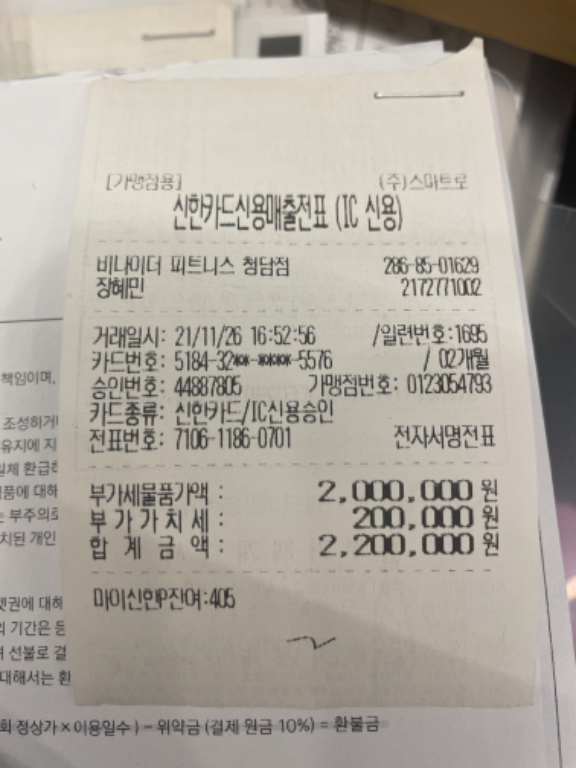 [가맹점용] (주)스마트로
신한카드신용매출전표(IC 신용)
비나이더 피트니스 청담점 286-85-01629
장혜민 2172771002
거래일시: 21/11/26 16:52:56 /일련번호:1695
카드번호: 5184-32**-****-5576 / 02개월
승인번호: 44887805 가맹점번호: 0123054793
카드종류: 신한카드/IC신용승인
전표번호: 7106-1186-0701 전자서명전표
부가세물품가액 : 2,000,000 원
부 가 가 치 세 : 200,000 원
합 계 금 액 : 2,200,000 원
마이신한P잔여:405
책임이며,
조성하거
유지에 지
일체 환급
품에 대해
는 부주의로
치된 개인
켓권에 대해
의 기간은 등
려 선불로 결
대해서는 환
회 정상가 × 이용일수 ) - 위약금 (결제 원금 10%) = 환불금